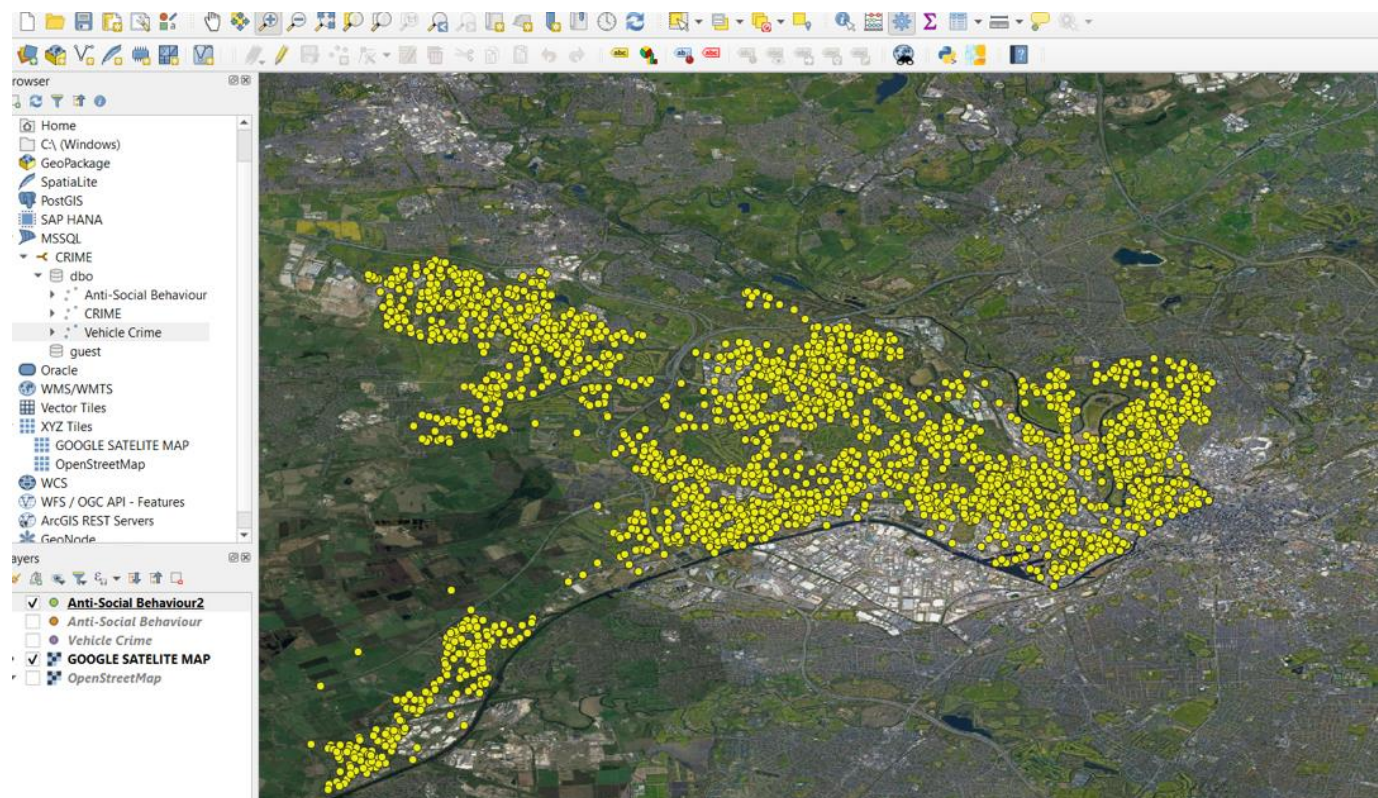 rowser
Home
C:\ (Windows)
GeoPackage
SpatiaLite
PostGIS
SAP HANA
MSSQL
CRIME
dbo
Anti-Social Behaviour
CRIME
Vehicle Crime
guest
Oracle
WMS/WMTS
Vector Tiles
XYZ Tiles
GOOGLE SATELITE MAP
OpenStreetMap
WCS
WFS / OGC API - Features
ArcGIS REST Servers
GeoNode
ayers
Anti-Social Behaviour2
Anti-Social Behaviour
Vehicle Crime
GOOGLE SATELITE MAP
OpenStreetMap